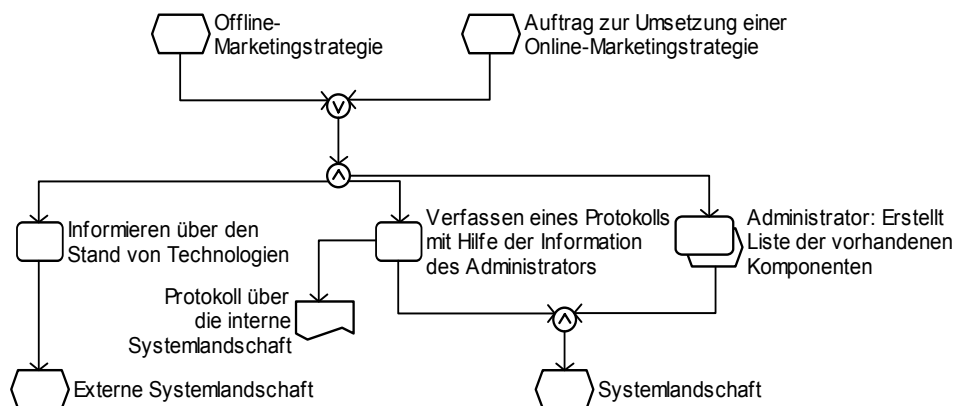 Offline-
Marketingstrategie
Auftrag zur Umsetzung einer
Online-Marketingstrategie
Informieren über den
Stand von Technologien
Verfassen eines Protokolls
mit Hilfe der Information
des Administrators
Administrator: Erstellt
Liste der vorhandenen
Komponenten
Protokoll über
die interne
Systemlandschaft
Externe Systemlandschaft
Systemlandschaft